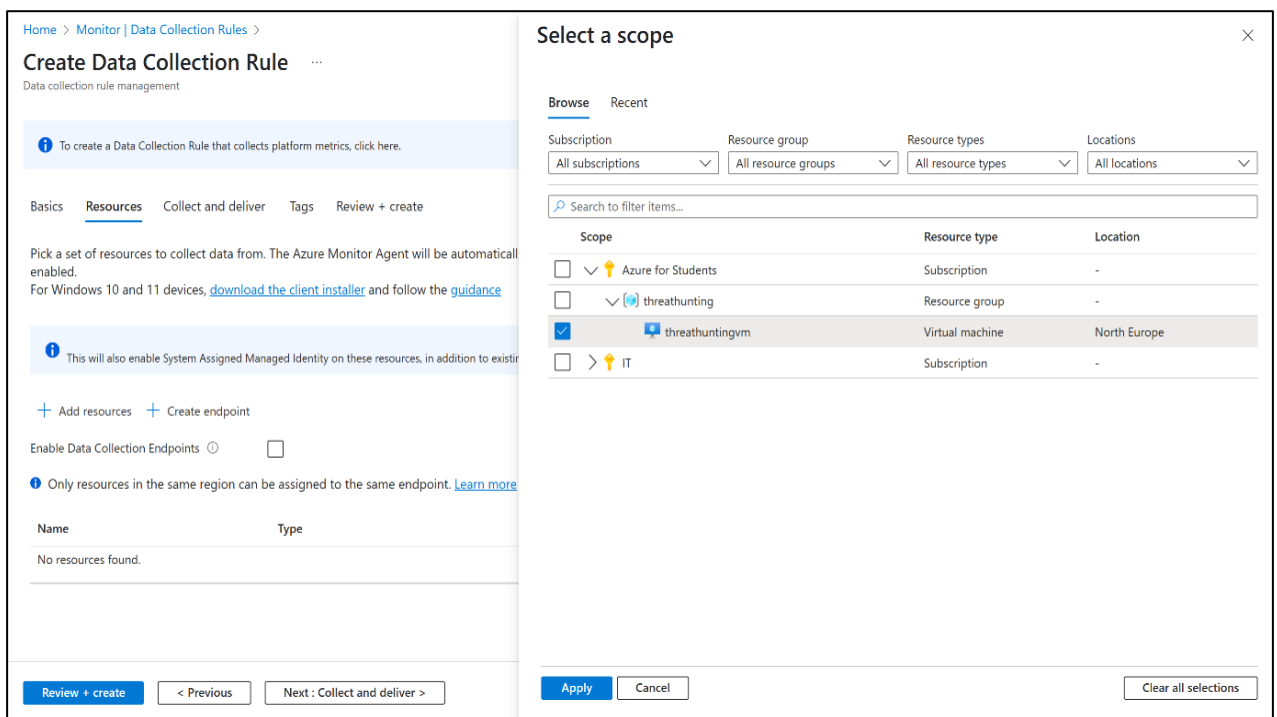 Home > Monitor | Data Collection Rules >
Create Data Collection Rule ...
Data collection rule management
To create a Data Collection Rule that collects platform metrics, click here.
Basics Resources Collect and deliver Tags Review + create
Pick a set of resources to collect data from. The Azure Monitor Agent will be automatically
enabled.
For Windows 10 and 11 devices, download the client installer and follow the guidance
This will also enable System Assigned Managed Identity on these resources, in addition to
+ Add resources + Create endpoint
Enable Data Collection Endpoints
Only resources in the same region can be assigned to the same endpoint. Learn more
Name Type
No resources found.
Review + create < Previous Next : Collect and deliver >
Select a scope
Browse Recent
Subscription Resource group Resource types Locations
All subscriptions All resource groups All resource types All locations
Search to filter items...
Scope Resource type Location
Azure for Students Subscription -
threathunting Resource group -
threathuntingvm Virtual machine North Europe
IT Subscription -
Apply Cancel Clear all selections